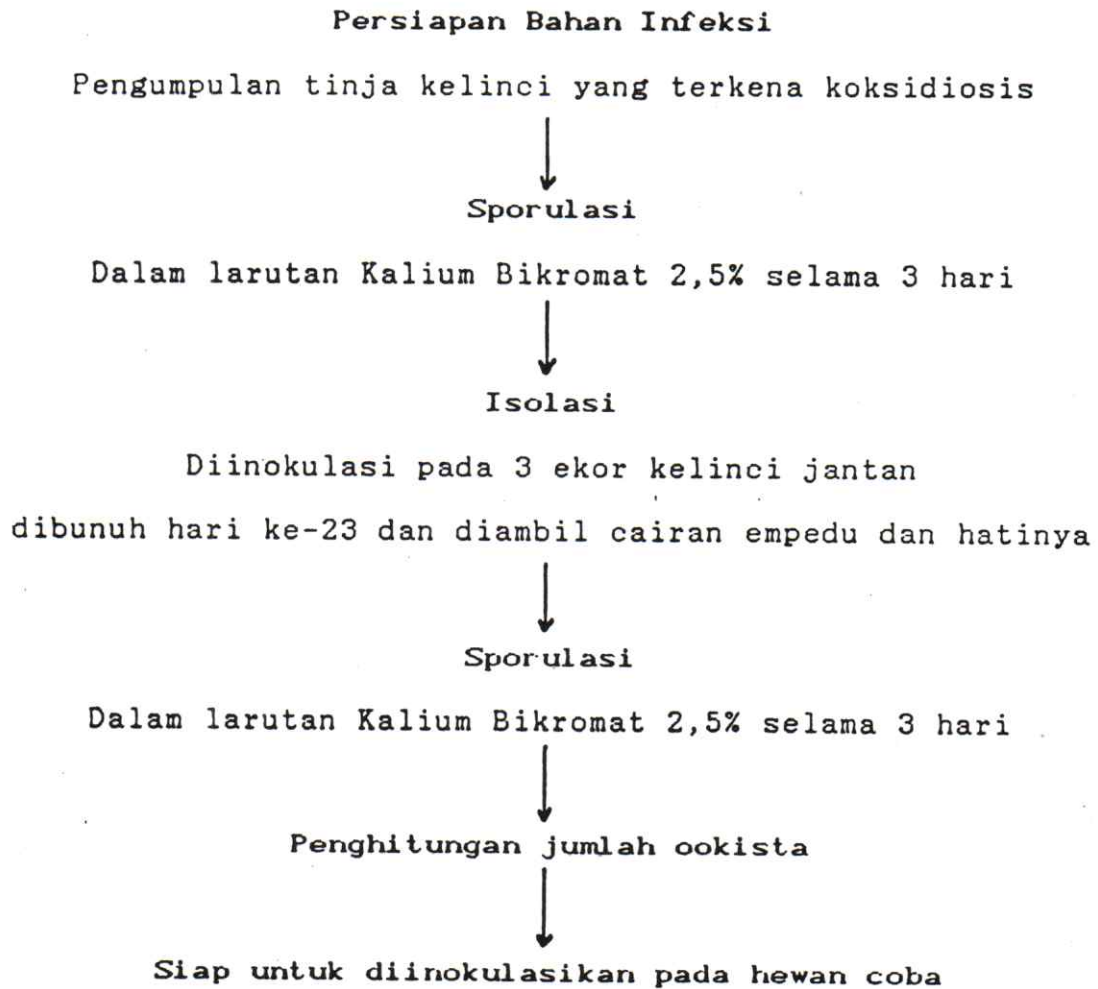 Persiapan Bahan Infeksi
Pengumpulan tinja kelinci yang terkena koksidiosis
Sporulasi
Dalam larutan Kalium Bikromat 2,5% selama 3 hari
Isolasi
Diinokulasi pada 3 ekor kelinci jantan
dibunuh hari ke-23 dan diambil cairan empedu dan hatinya
Sporulasi
Dalam larutan Kalium Bikromat 2,5% selama 3 hari
Penghitungan jumlah ookista
Siap untuk diinokulasikan pada hewan coba